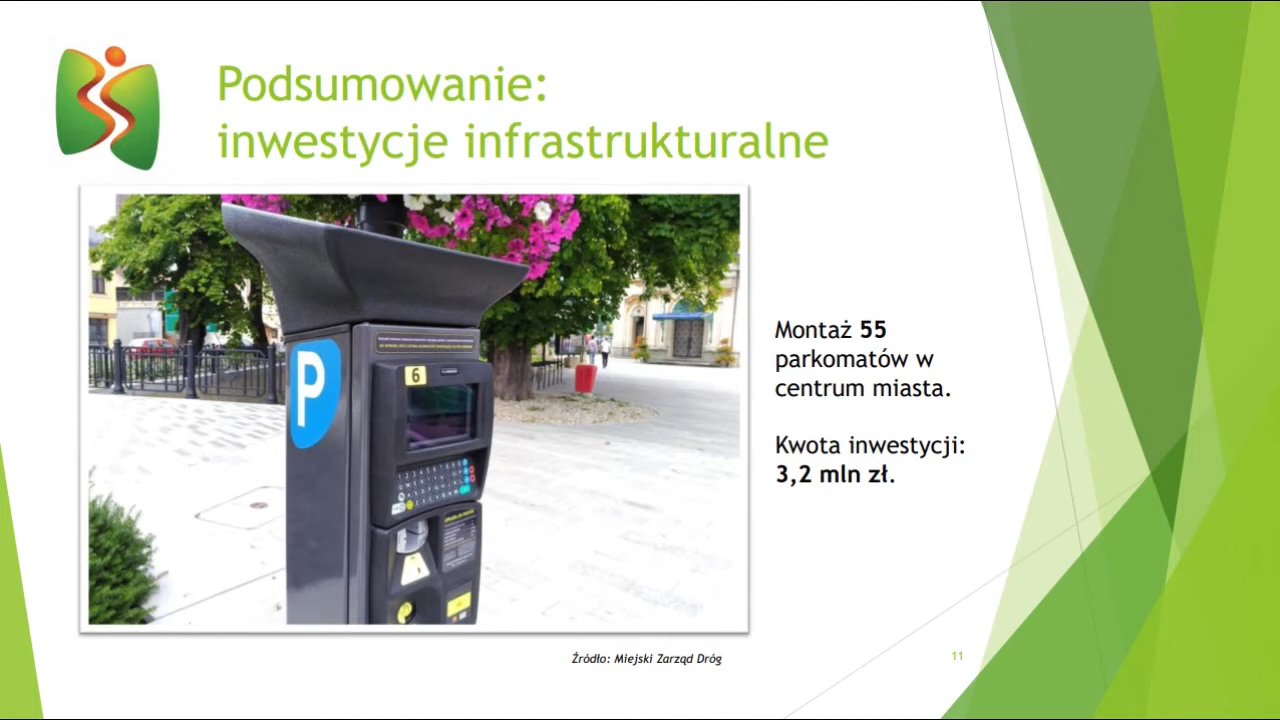 Podsumowanie:
inwestycje infrastrukturalne
P
6
Montaż 55
parkomatów w
centrum miasta.
Kwota inwestycji:
3,2 mln zł.
Źródło: Miejski Zarząd Dróg
11